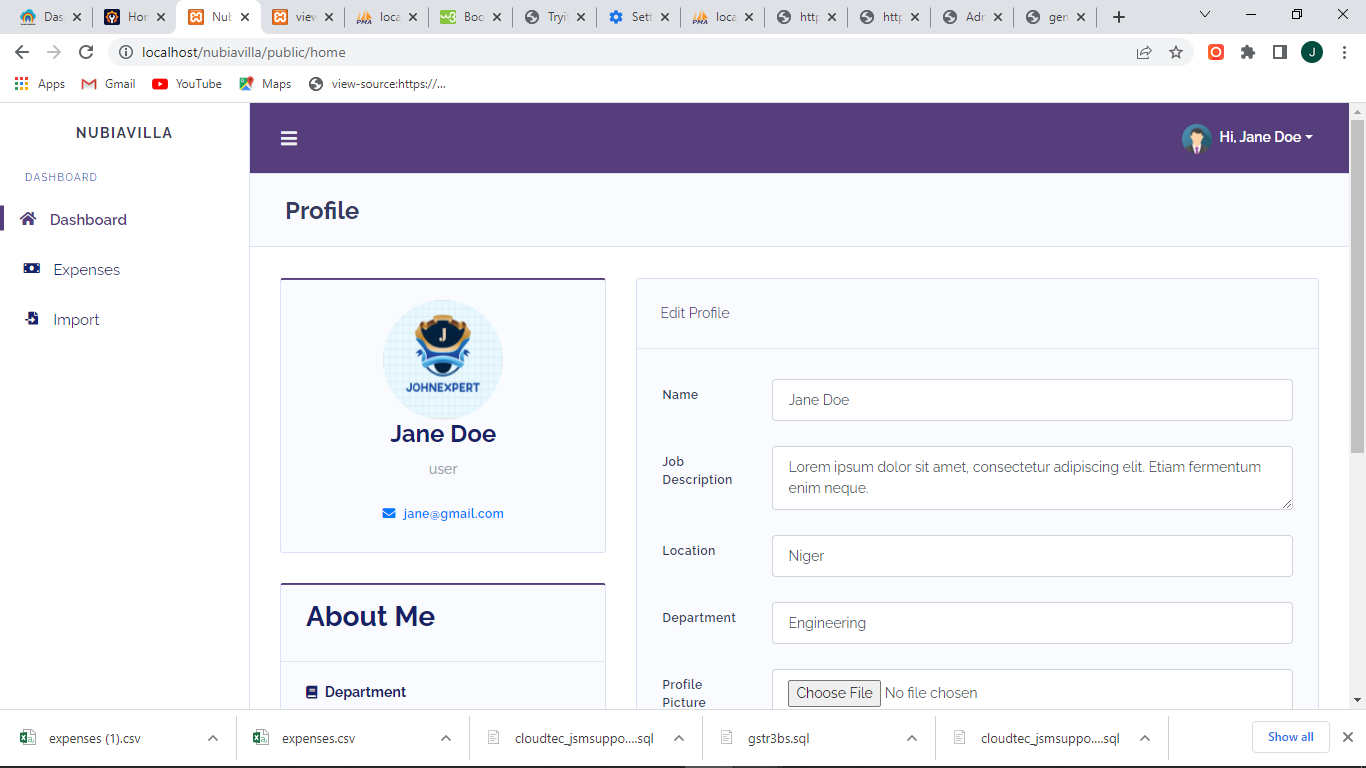 Das
Hor
Nub
view
loca
Boo
Tryi
Sett
loca
http
http
Adr
ger
localhost/nubiavilla/public/home
J
Apps
Gmail
YouTube
Maps
view-source:https://...
NUBIAVILLA
Hi, Jane Doe
DASHBOARD
Dashboard
Expenses
Import
Profile
J
JOHNEXPERT
Jane Doe
user
jane@gmail.com
About Me
Department
Edit Profile
Name
Jane Doe
Job
Description
Lorem ipsum dolor sit amet, consectetur adipiscing elit. Etiam fermentum
enim neque.
Location
Niger
Department
Engineering
Profile
Picture
Choose File No file chosen
expenses (1).csv
expenses.csv
cloudtec_jsmsuppo....sql
gstr3bs.sql
cloudtec_jsmsuppo....sql
Show all